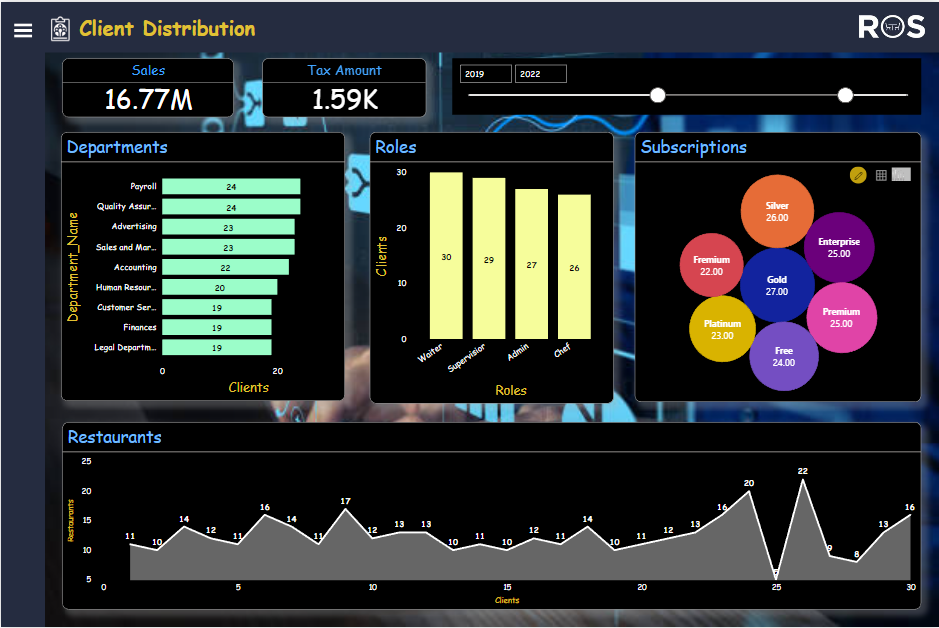 Client Distribution
ROS
Sales
16.77M
Tax Amount
1.59K
2019
2022
Departments
Department_Name
Payroll 24
Quality Assur... 24
Advertising 23
Sales and Mar... 23
Accounting 22
Human Resour... 20
Customer Ser... 19
Finances 19
Legal Departm... 19
0 20
Clients
Roles
Clients
30
20
10
0
30 29 27 26
Waiter Supervisior Admin Chef
Roles
Subscriptions
Silver
26.00
Enterprise
25.00
Fremium
22.00
Gold
27.00
Premium
25.00
Platinum
23.00
Free
24.00
Restaurants
Restaurants
25
20
15
10
5
11 10 14 12 11 16 14 11 17 12 13 13 10 11 10 12 11 14 10 11 12 13 16 20 5 22 9 8 13 16
0 5 10 15 20 25 30
Clients